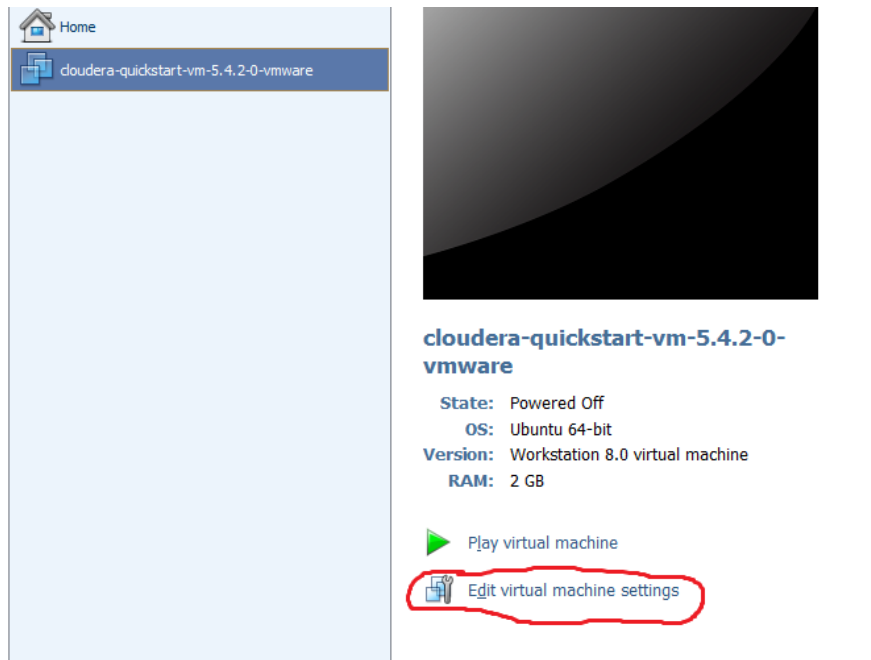 Home
cloudera-quickstart-vm-5.4.2-0-vmware
cloudera-quickstart-vm-5.4.2-0-
vmware
State: Powered Off
OS: Ubuntu 64-bit
Version: Workstation 8.0 virtual machine
RAM: 2 GB
Play virtual machine
Edit virtual machine settings